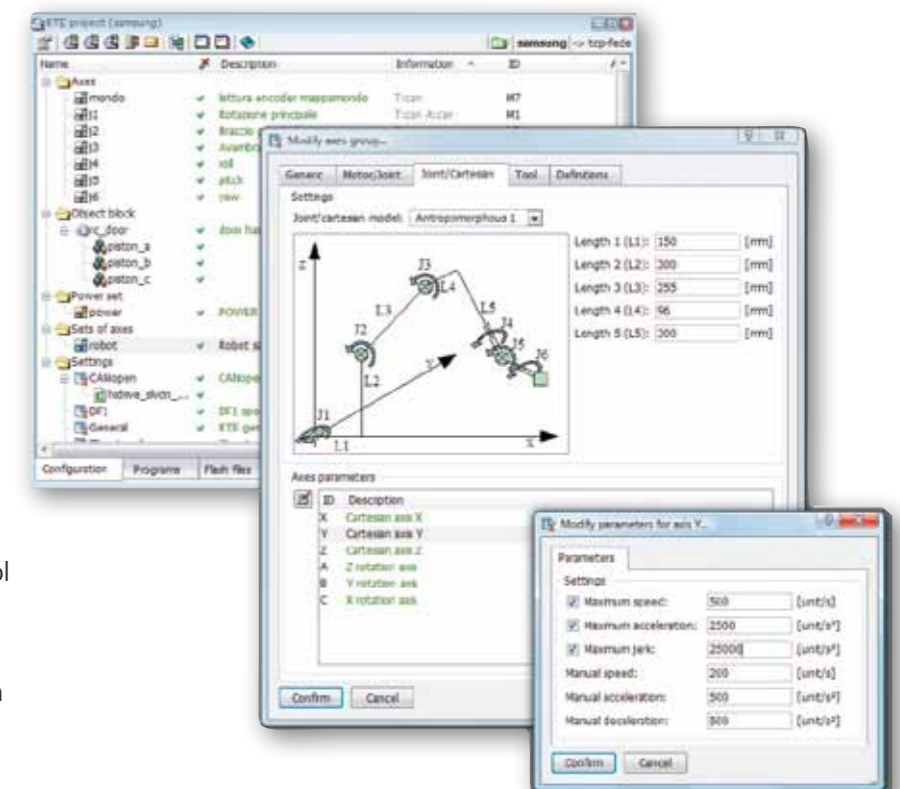 RTE project (samsung)
samsung -> tcp-fede
Name Description Information ID
Axes
mondo lettura encoder mappamondo Tican M7
J1 Rotazione principale Tican Axan M1
J2 Braccio
J3 Avambra
J4 roll
J5 pitch
J6 yaw
Object block
rc_door door ha
piston_a
piston_b
piston_c
Power set
power POWER
Sets of axes
robot Robot s
Settings
CANopen CANope
DF1 DF1 spe
General RTE gen
Configuration Programs Flash files
Modify axes group...
Generic Motor/Joint Joint/Cartesian Tool Definitions
Settings
Joint/cartesian model: Antropomorphous 1
Z J3 L4 L3 L5 J4 J2 J5 J6 Y L2 J1 L1 X
Length 1 (L1): 150 [mm]
Length 2 (L2): 300 [mm]
Length 3 (L3): 255 [mm]
Length 4 (L4): 96 [mm]
Length 5 (L5): 300 [mm]
Axes parameters
ID Description
X Cartesian axis X
Y Cartesian axis Y
Z Cartesian axis Z
A Z rotation axis
B Y rotation axis
C X rotation axis
Confirm Cancel
Modify parameters for axis Y...
Parameters
Settings
Maximum speed: 500 [unt/s]
Maximum acceleration: 2500 [unt/s²]
Maximum jerk: 25000 [unt/s³]
Manual speed: 200 [unt/s]
Manual acceleration: 500 [unt/s²]
Manual deceleration: 500 [unt/s²]
Confirm Cancel